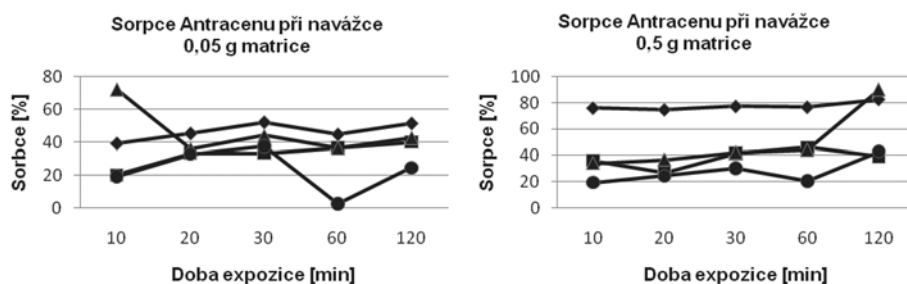 Sorpce Antracenu při navážce
0,05 g matrice
Sorbce [%]
80
60
40
20
0
10 20 30 60 120
Doba expozice [min]
Sorpce Antracenu při navážce
0,5 g matrice
Sorpce [%]
100
80
60
40
20
0
10 20 30 60 120
Doba expozice [min]